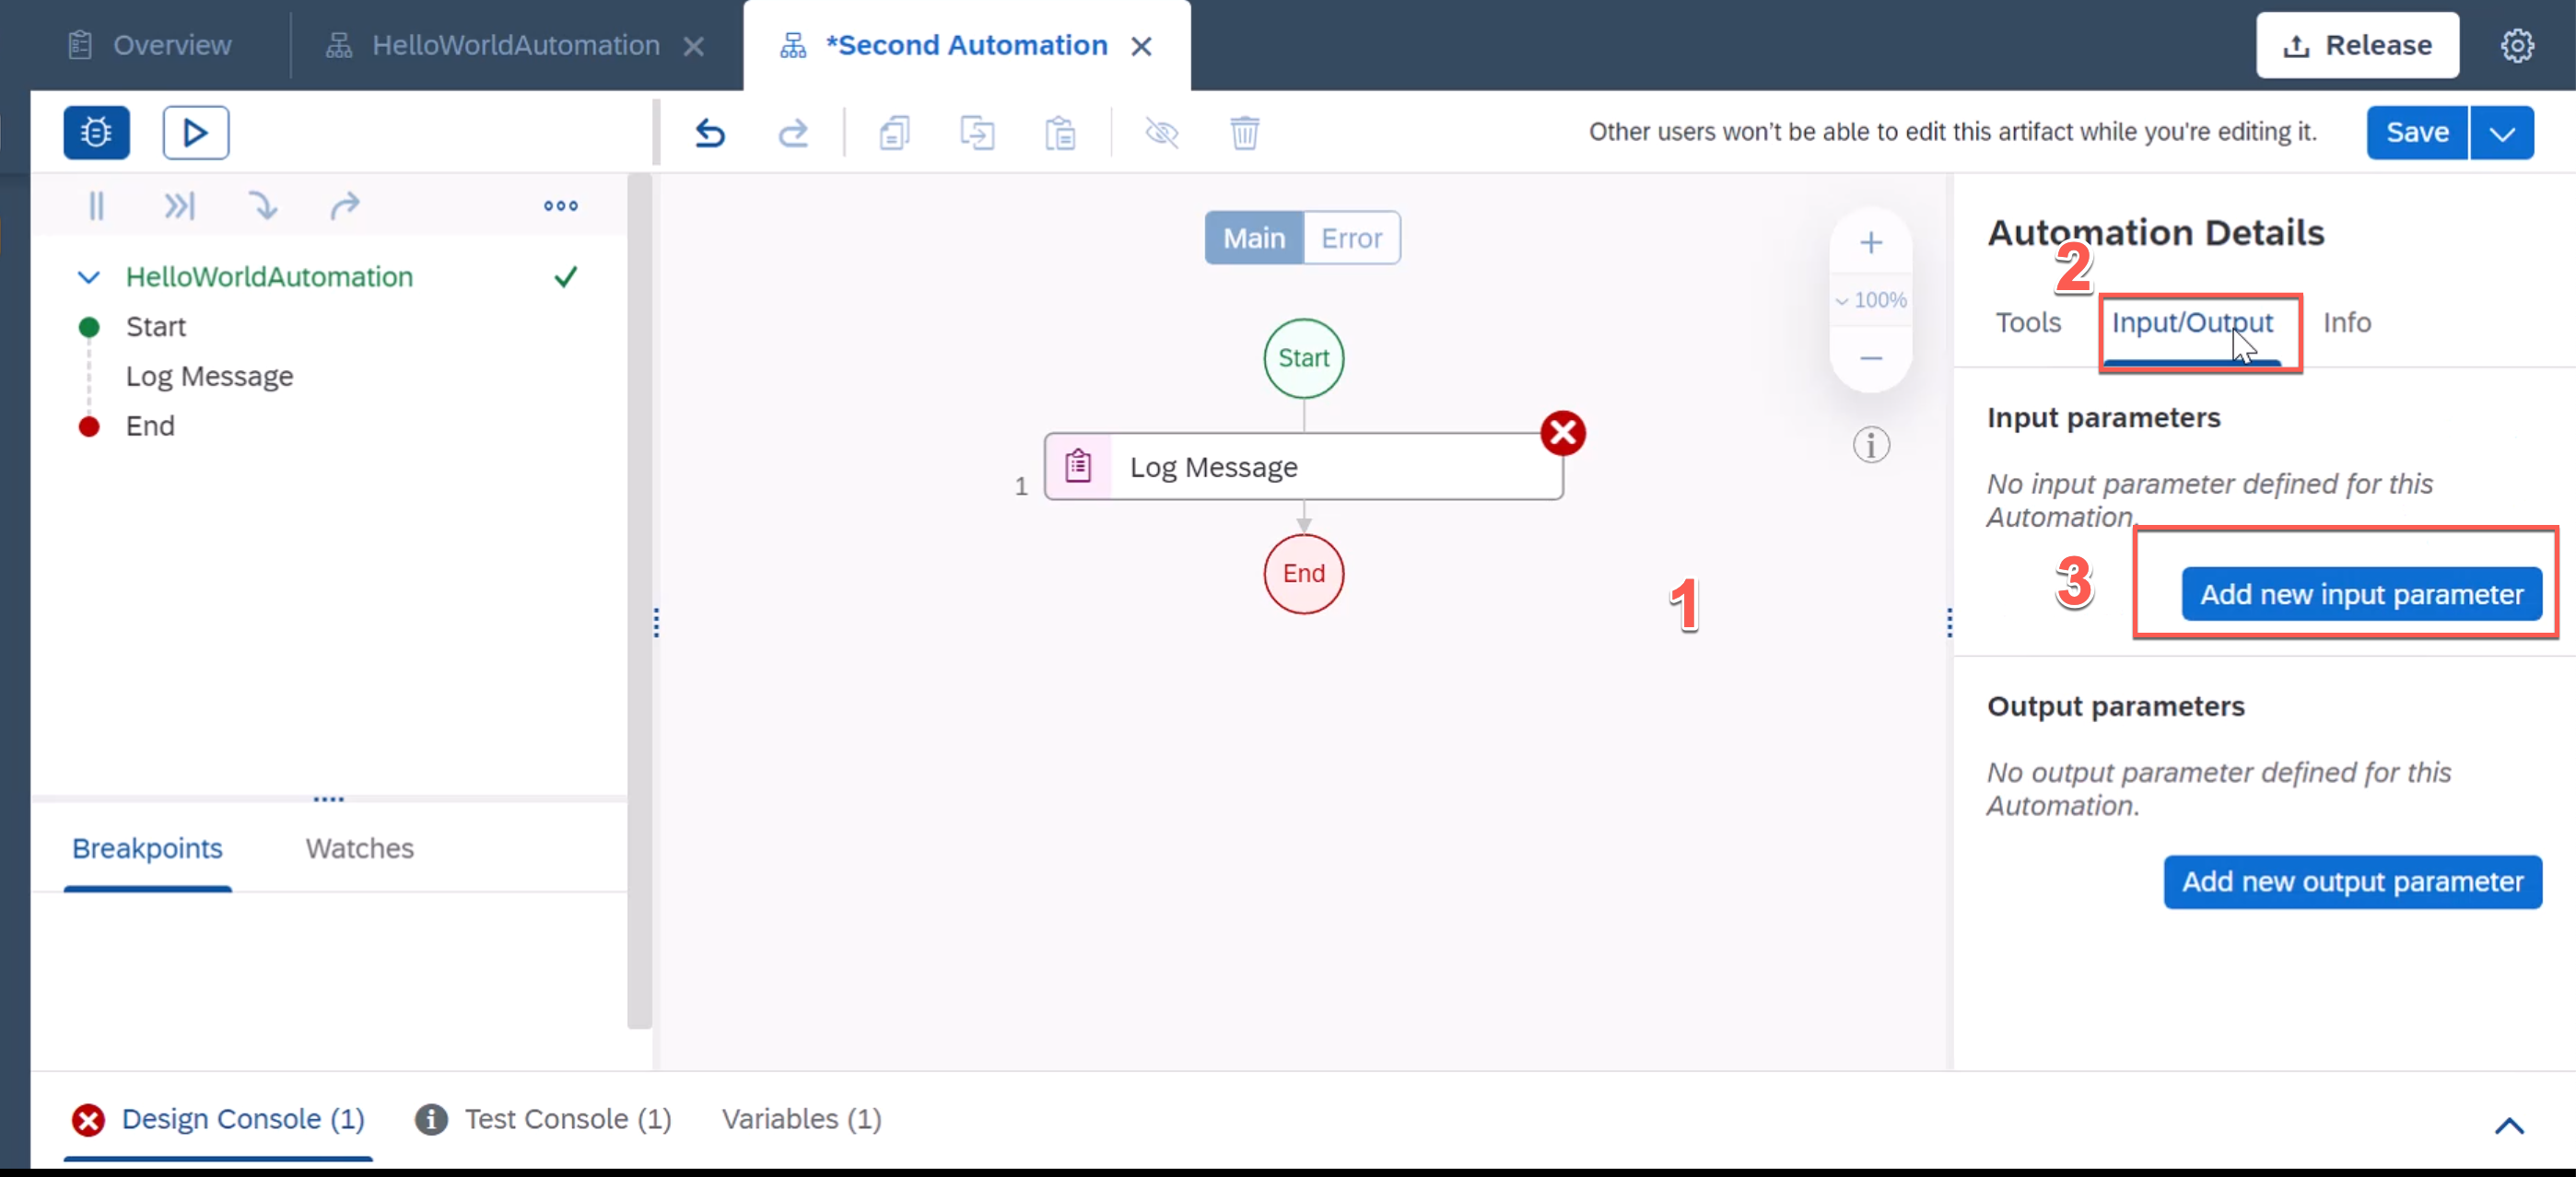 Overview
HelloWorldAutomation
*Second Automation
Release
Other users won't be able to edit this artifact while you're editing it.
Save
HelloWorldAutomation
Start
Log Message
End
Breakpoints
Watches
Main
Error
100%
Start
1
Log Message
End
1
Automation Details
2
Tools
Input/Output
Info
Input parameters
No input parameter defined for this
Automation.
3
Add new input parameter
Output parameters
No output parameter defined for this
Automation.
Add new output parameter
Design Console (1)
Test Console (1)
Variables (1)